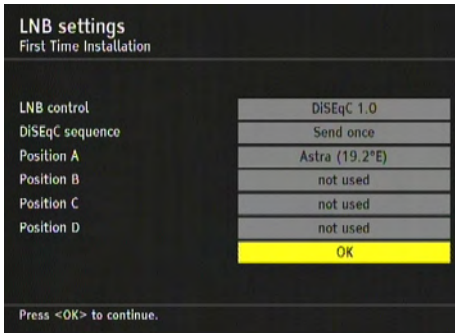 LNB settings
First Time Installation
LNB control DiSEqC 1.0
DiSEqC sequence Send once
Position A Astra (19.2°E)
Position B not used
Position C not used
Position D not used
OK
Press <OK> to continue.